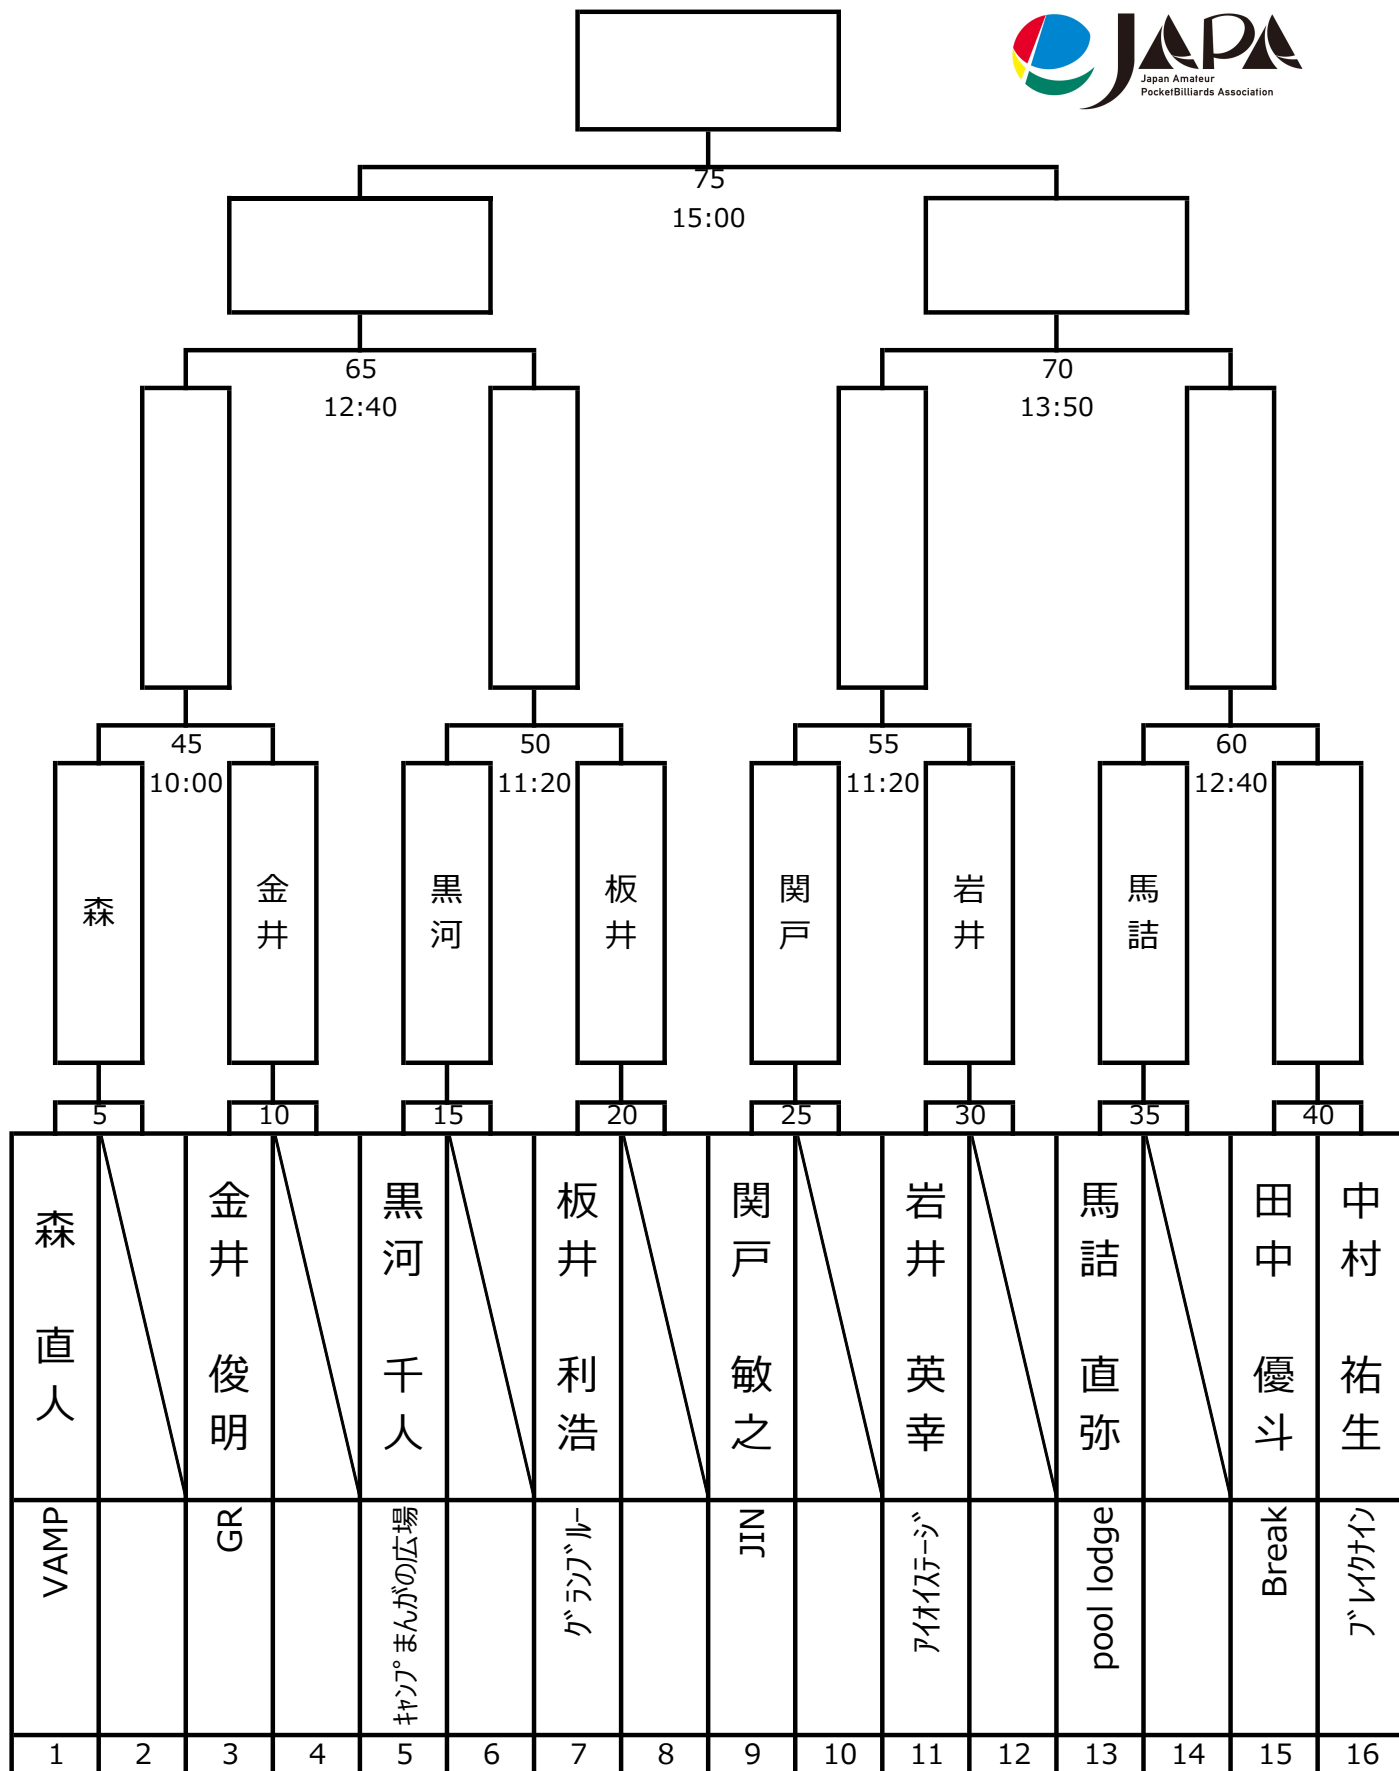 JAPA
Japan Amateur
PocketBilliards Association
75
15:00
65
12:40
70
13:50
45
10:00
50
11:20
55
11:20
60
12:40
森
金井
黒河
板井
関戸
岩井
馬詰
5
10
15
20
25
30
35
40
森 直人
金井 俊明
黒河 千人
板井 利浩
関戸 敏之
岩井 英幸
馬詰 直弥
田中 優斗
中村 祐生
VAMP
GR
ｷｬﾝﾌﾟまんがの広場
ｸﾞﾗﾝﾌﾞﾙｰ
JIN
ｱｲｵｲｽﾃｰｼﾞ
pool lodge
Break
ﾌﾞﾚｲｸﾅｲﾝ
1
2
3
4
5
6
7
8
9
10
11
12
13
14
15
16